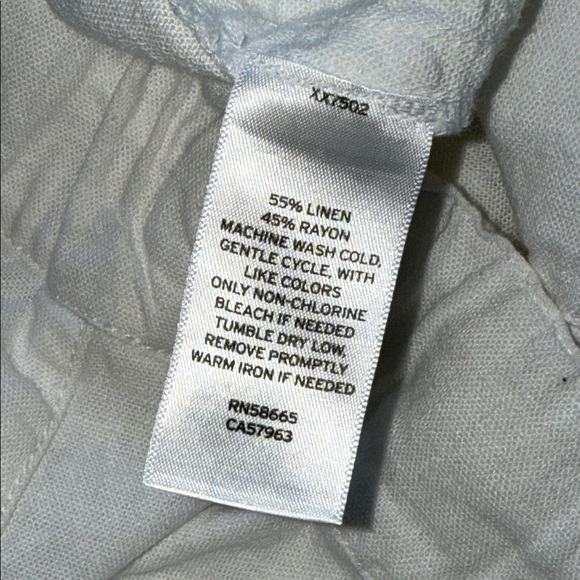 XX7502
55% LINEN
45% RAYON
MACHINE WASH COLD,
GENTLE CYCLE, WITH
LIKE COLORS
ONLY NON-CHLORINE
BLEACH IF NEEDED
TUMBLE DRY LOW,
REMOVE PROMPTLY
WARM IRON IF NEEDED
RN58665
CA57963